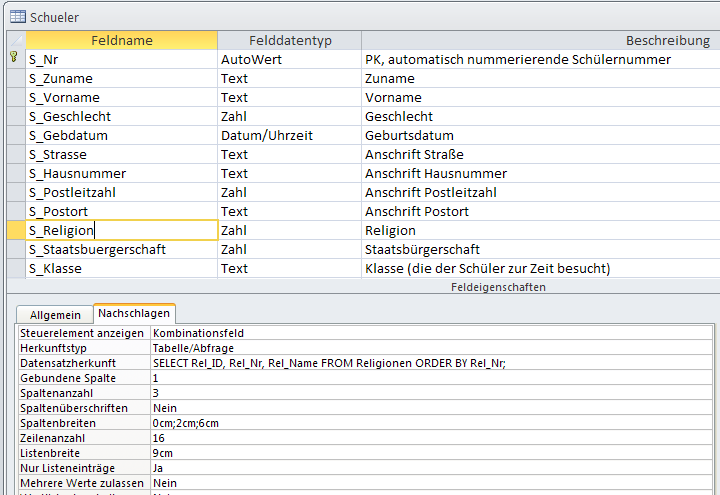 Schueler
Feldname Felddatentyp Beschreibung
S_Nr AutoWert PK, automatisch nummerierende Schülernummer
S_Zuname Text Zuname
S_Vorname Text Vorname
S_Geschlecht Zahl Geschlecht
S_Gebdatum Datum/Uhrzeit Geburtsdatum
S_Strasse Text Anschrift Straße
S_Hausnummer Text Anschrift Hausnummer
S_Postleitzahl Zahl Anschrift Postleitzahl
S_Postort Text Anschrift Postort
S_Religion Zahl Religion
S_Staatsbuergerschaft Zahl Staatsbürgerschaft
S_Klasse Text Klasse (die der Schüler zur Zeit besucht)
Feldeigenschaften
Allgemein Nachschlagen
Steuerelement anzeigen Kombinationsfeld
Herkunftstyp Tabelle/Abfrage
Datensatzherkunft SELECT Rel_ID, Rel_Nr, Rel_Name FROM Religionen ORDER BY Rel_Nr;
Gebundene Spalte 1
Spaltenanzahl 3
Spaltenüberschriften Nein
Spaltenbreiten 0cm;2cm;6cm
Zeilenanzahl 16
Listenbreite 9cm
Nur Listeneinträge Ja
Mehrere Werte zulassen Nein